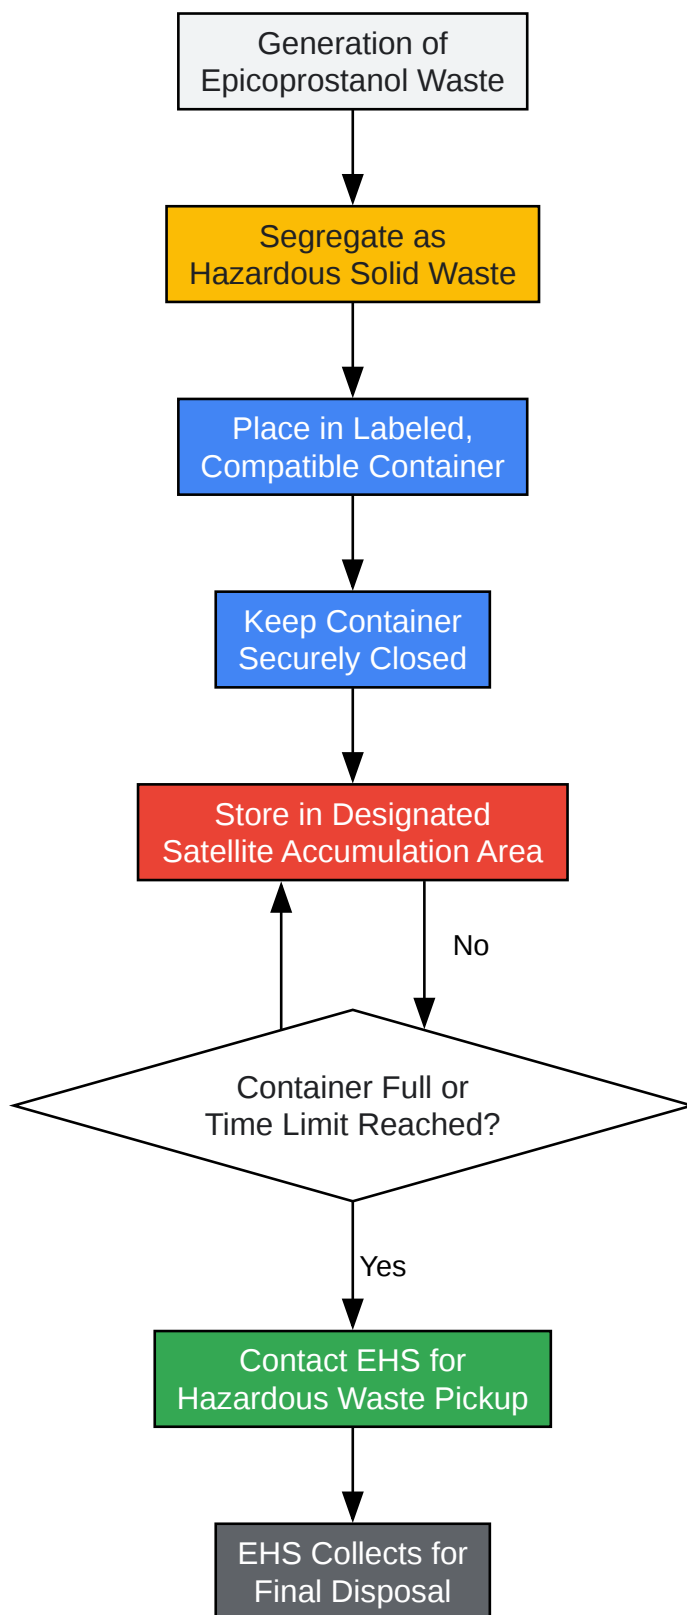 Generation of
Epicoprostanol Waste
Segregate as
Hazardous Solid Waste
Place in Labeled,
Compatible Container
Keep Container
Securely Closed
Store in Designated
Satellite Accumulation Area
No
Container Full or
Time Limit Reached?
Yes
Contact EHS for
Hazardous Waste Pickup
EHS Collects for
Final Disposal